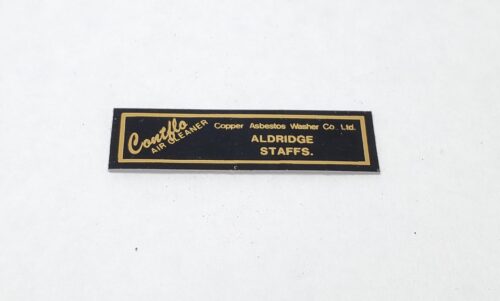 Contflo
AIR CLEANER
Copper Asbestos Washer Co. Ltd.
ALDRIDGE
STAFFS.